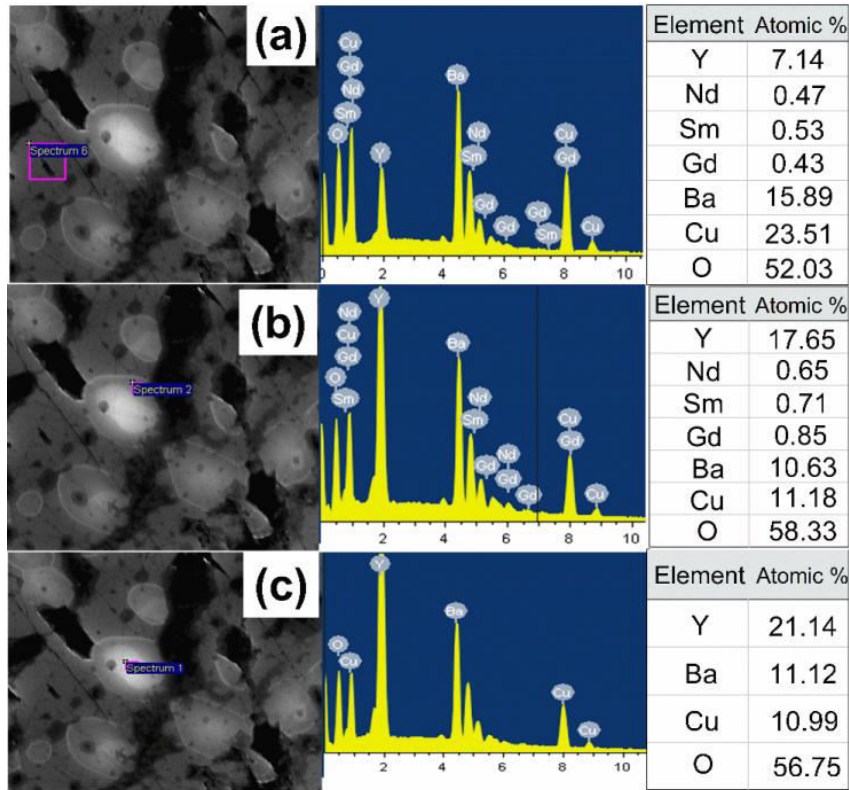 (a)
Spectrum 6
Cu
Gd
Nd
Sm
O
Y
Ba
Nd
Sm
Gd
Gd
Gd
Sm
Cu
Gd
Cu
0 2 4 6 8 10
Element Atomic %
Y 7.14
Nd 0.47
Sm 0.53
Gd 0.43
Ba 15.89
Cu 23.51
O 52.03
(b)
Spectrum 2
Nd
Cu
Gd
O
Sm
Y
Ba
Nd
Sm
Gd
Nd
Gd
Gd
Cu
Gd
Cu
2 4 6 8 10
Element Atomic %
Y 17.65
Nd 0.65
Sm 0.71
Gd 0.85
Ba 10.63
Cu 11.18
O 58.33
(c)
Spectrum 1
O
Cu
Y
Ba
Cu
Cu
2 4 6 8 10
Element Atomic %
Y 21.14
Ba 11.12
Cu 10.99
O 56.75